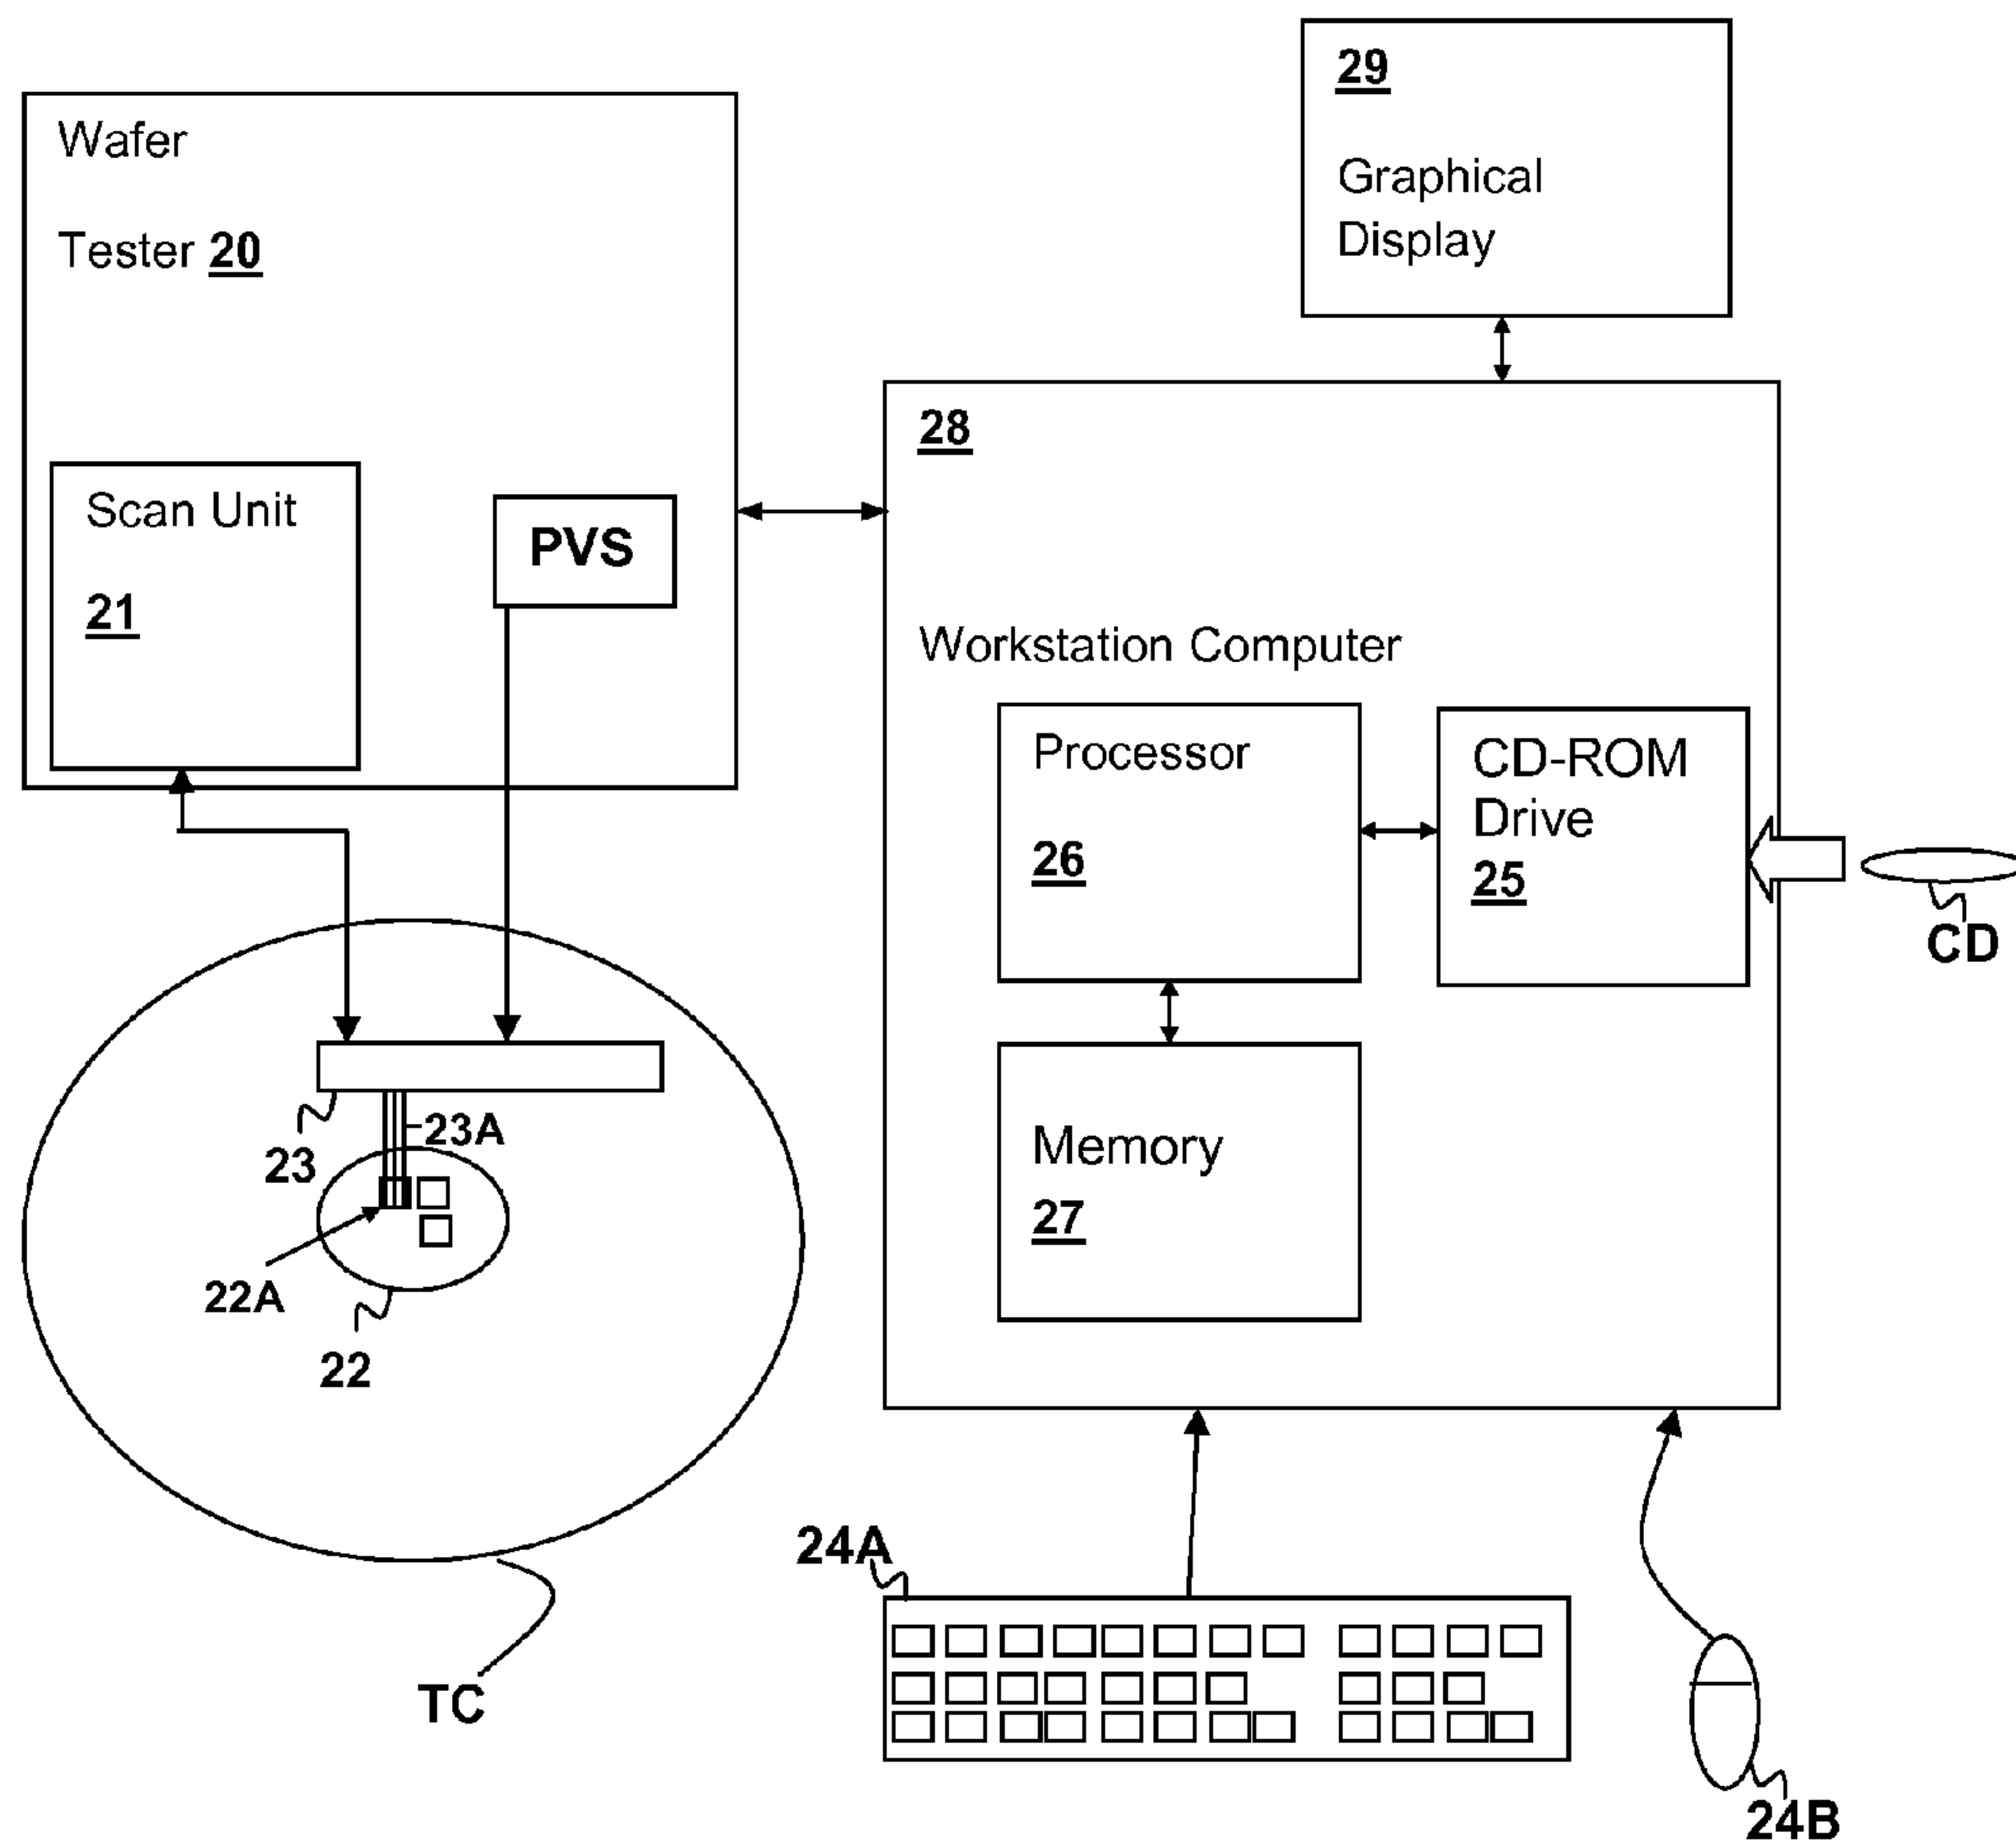 Wafer
Tester 20
Scan Unit
21
PVS
29
Graphical
Display
28
Workstation Computer
Processor
26
CD-ROM
Drive
25
CD
Memory
27
23
23A
22A
22
TC
24A
24B